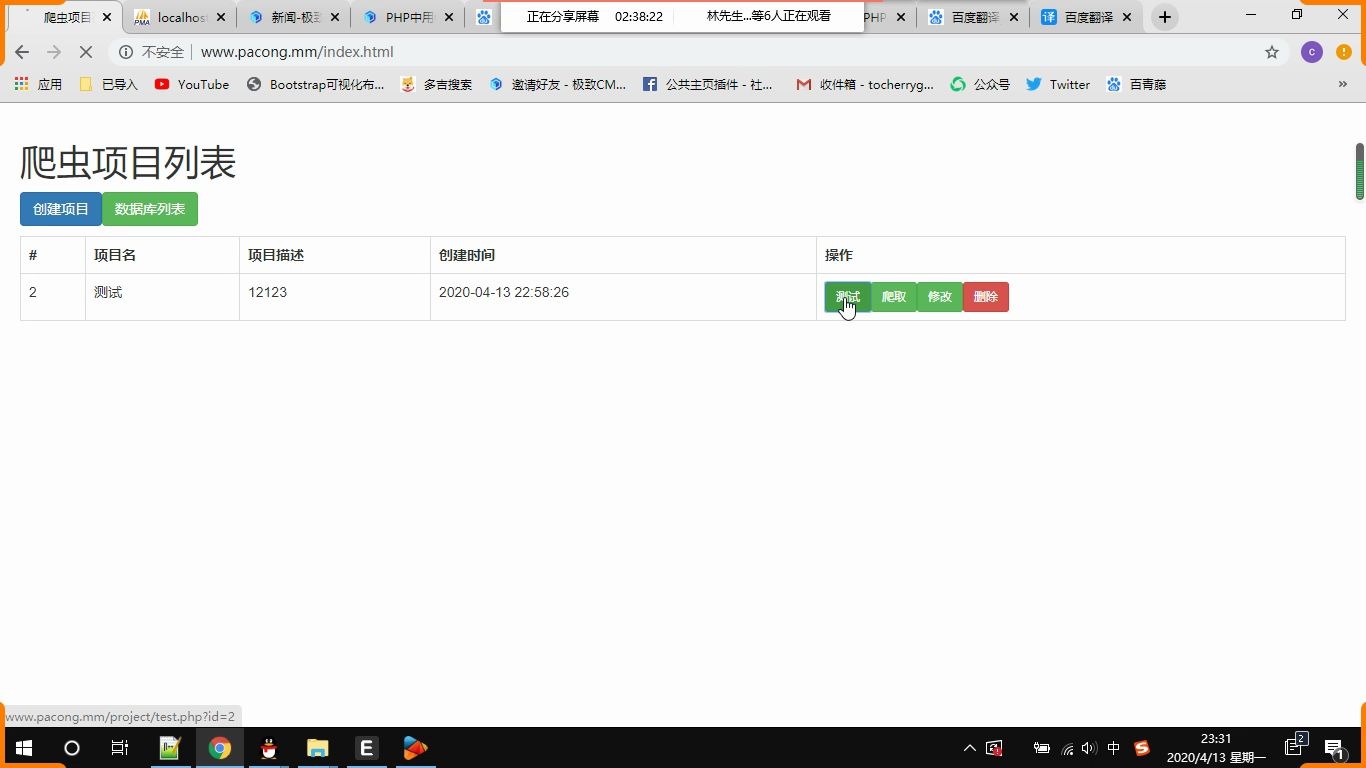 爬虫项目
localhos
新闻-极致
PHP中用
正在分享屏幕 02:38:22 林先生...等6人正在观看
PHP
百度翻译
译 百度翻译
不安全 www.pacong.mm/index.html
c
应用 已导入 YouTube Bootstrap可视化布... 多吉搜索 邀请好友 - 极致CM... 公共主页插件 - 社... 收件箱 - tocherryg... 公众号 Twitter 百青藤 »
爬虫项目列表
创建项目 数据库列表
# 项目名 项目描述 创建时间 操作
2 测试 12123 2020-04-13 22:58:26 测试 爬取 修改 删除
www.pacong.mm/project/test.php?id=2
中 23:31
2020/4/13 星期一
2
1